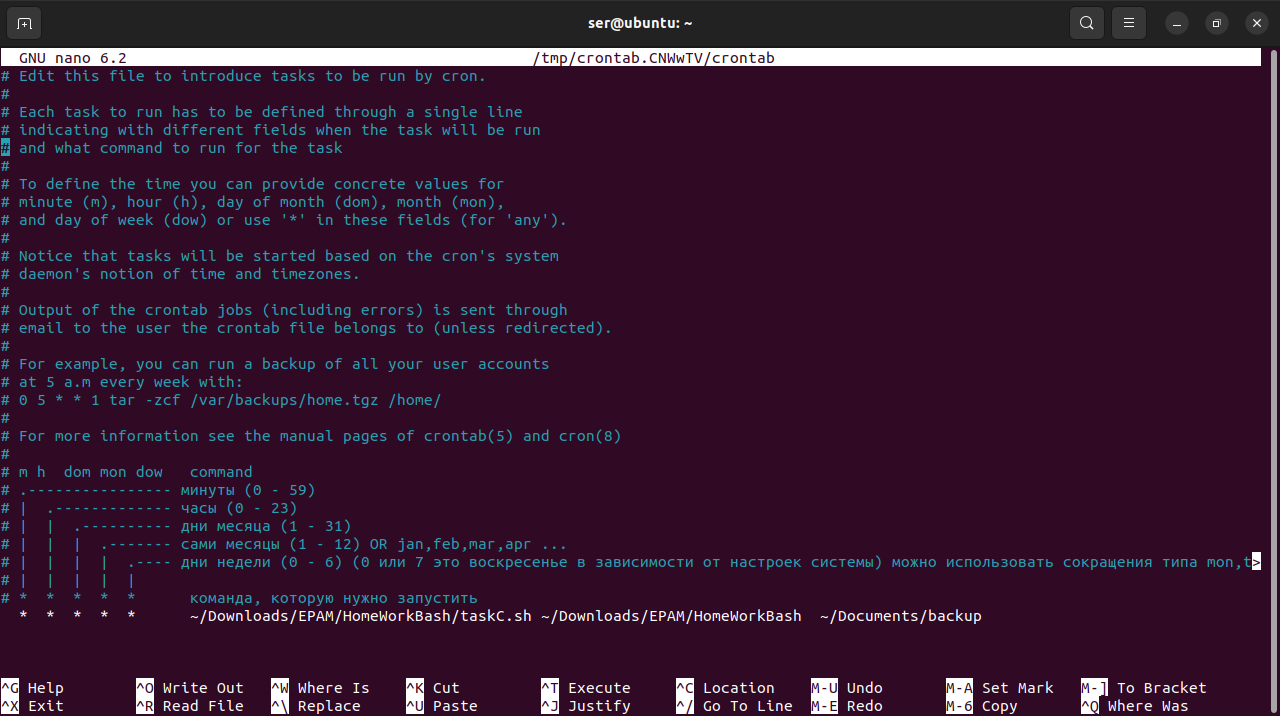 ser@ubuntu: ~
GNU nano 6.2 /tmp/crontab.CNWwTV/crontab
# Edit this file to introduce tasks to be run by cron.
#
# Each task to run has to be defined through a single line
# indicating with different fields when the task will be run
# and what command to run for the task
#
# To define the time you can provide concrete values for
# minute (m), hour (h), day of month (dom), month (mon),
# and day of week (dow) or use '*' in these fields (for 'any').
#
# Notice that tasks will be started based on the cron's system
# daemon's notion of time and timezones.
#
# Output of the crontab jobs (including errors) is sent through
# email to the user the crontab file belongs to (unless redirected).
#
# For example, you can run a backup of all your user accounts
# at 5 a.m every week with:
# 0 5 * * 1 tar -zcf /var/backups/home.tgz /home/
#
# For more information see the manual pages of crontab(5) and cron(8)
#
# m h  dom mon dow   command
# .---------------- минуты (0 - 59)
# |  .------------- часы (0 - 23)
# |  |  .---------- дни месяца (1 - 31)
# |  |  |  .------- сами месяцы (1 - 12) OR jan,feb,mar,apr ...
# |  |  |  |  .---- дни недели (0 - 6) (0 или 7 это воскресенье в зависимости от настроек системы) можно использовать сокращения типа mon,t>
# |  |  |  |  |
# *  *  *  *  *      команда, которую нужно запустить
  *  *  *  *  *      ~/Downloads/EPAM/HomeWorkBash/taskC.sh ~/Downloads/EPAM/HomeWorkBash  ~/Documents/backup
^G Help ^O Write Out ^W Where Is ^K Cut ^T Execute ^C Location M-U Undo M-A Set Mark M-] To Bracket
^X Exit ^R Read File ^\ Replace ^U Paste ^J Justify ^/ Go To Line M-E Redo M-6 Copy ^Q Where Was